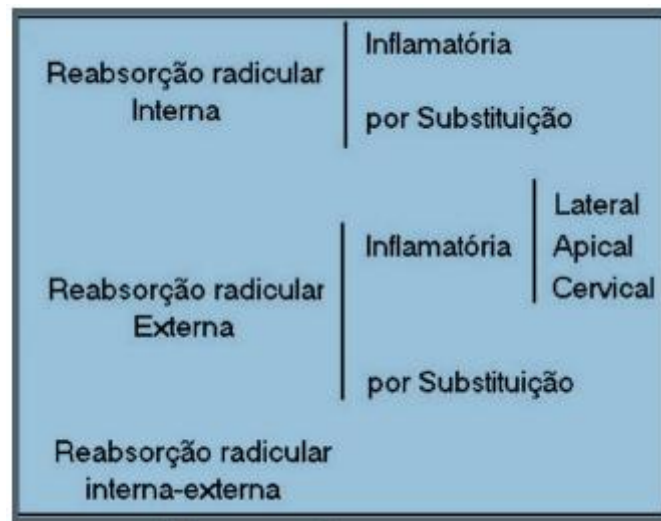 Reabsorção radicular
Interna
Inflamatória
por Substituição
Reabsorção radicular
Externa
Inflamatória
Lateral
Apical
Cervical
por Substituição
Reabsorção radicular
interna-externa